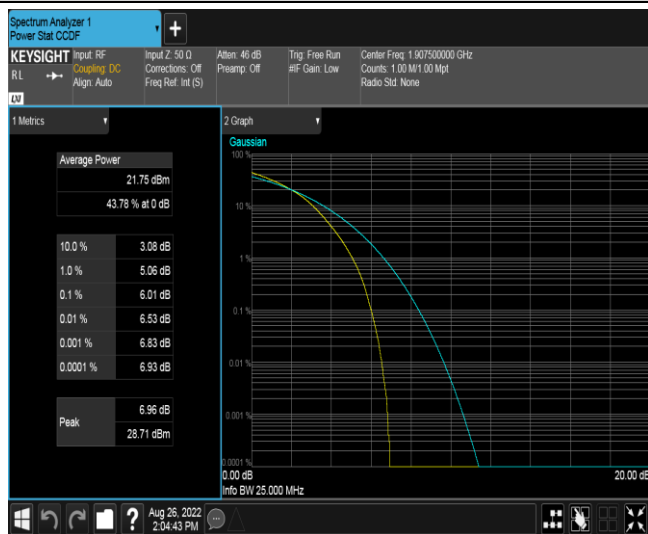 Spectrum Analyzer 1
Power Stat CCDF
+
KEYSIGHT
RL
LXI
Input: RF
Coupling: DC
Align: Auto
Input Z: 50 Ω
Corrections: Off
Freq Ref: Int (S)
Atten: 46 dB
Preamp: Off
Trig: Free Run
#IF Gain: Low
Center Freq: 1.907500000 GHz
Counts: 1.00 M/1.00 Mpt
Radio Std: None
1 Metrics
Average Power
21.75 dBm
43.78 % at 0 dB
10.0 % 3.08 dB
1.0 % 5.06 dB
0.1 % 6.01 dB
0.01 % 6.53 dB
0.001 % 6.83 dB
0.0001 % 6.93 dB
Peak
6.96 dB
28.71 dBm
2 Graph
Gaussian
100 %
10 %
1 %
0.1 %
0.01 %
0.001 %
0.0001 %
0.00 dB
20.00 dB
Info BW 25.000 MHz
?
Aug 26, 2022
2:04:43 PM